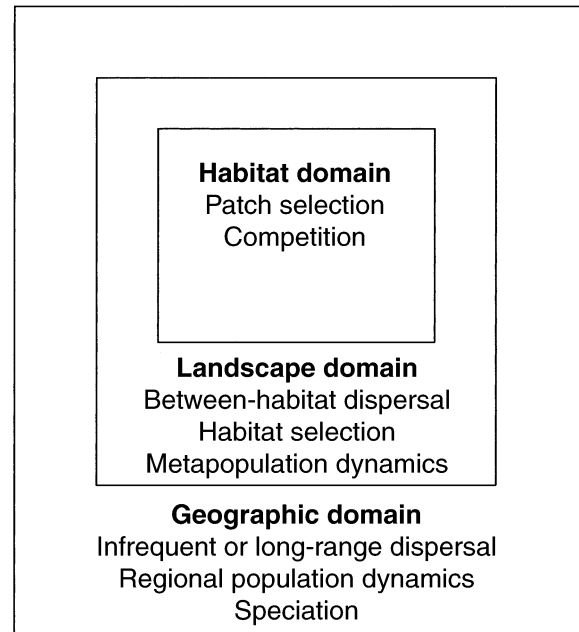 Habitat domain
Patch selection
Competition
Landscape domain
Between-habitat dispersal
Habitat selection
Metapopulation dynamics
Geographic domain
Infrequent or long-range dispersal
Regional population dynamics
Speciation